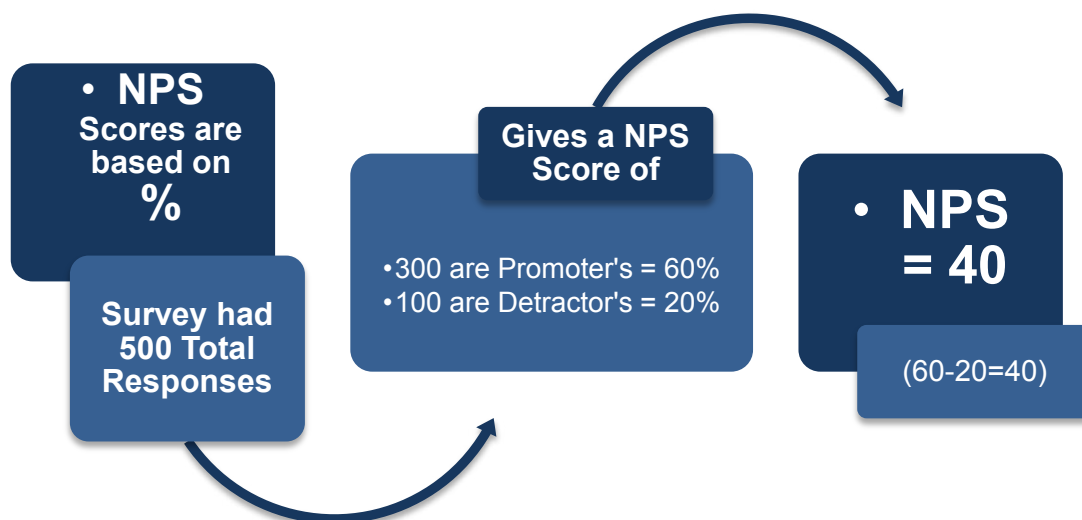 • NPS
Scores are
based on
%
Survey had
500 Total
Responses
Gives a NPS
Score of
•300 are Promoter's = 60%
•100 are Detractor's = 20%
• NPS
= 40
(60-20=40)